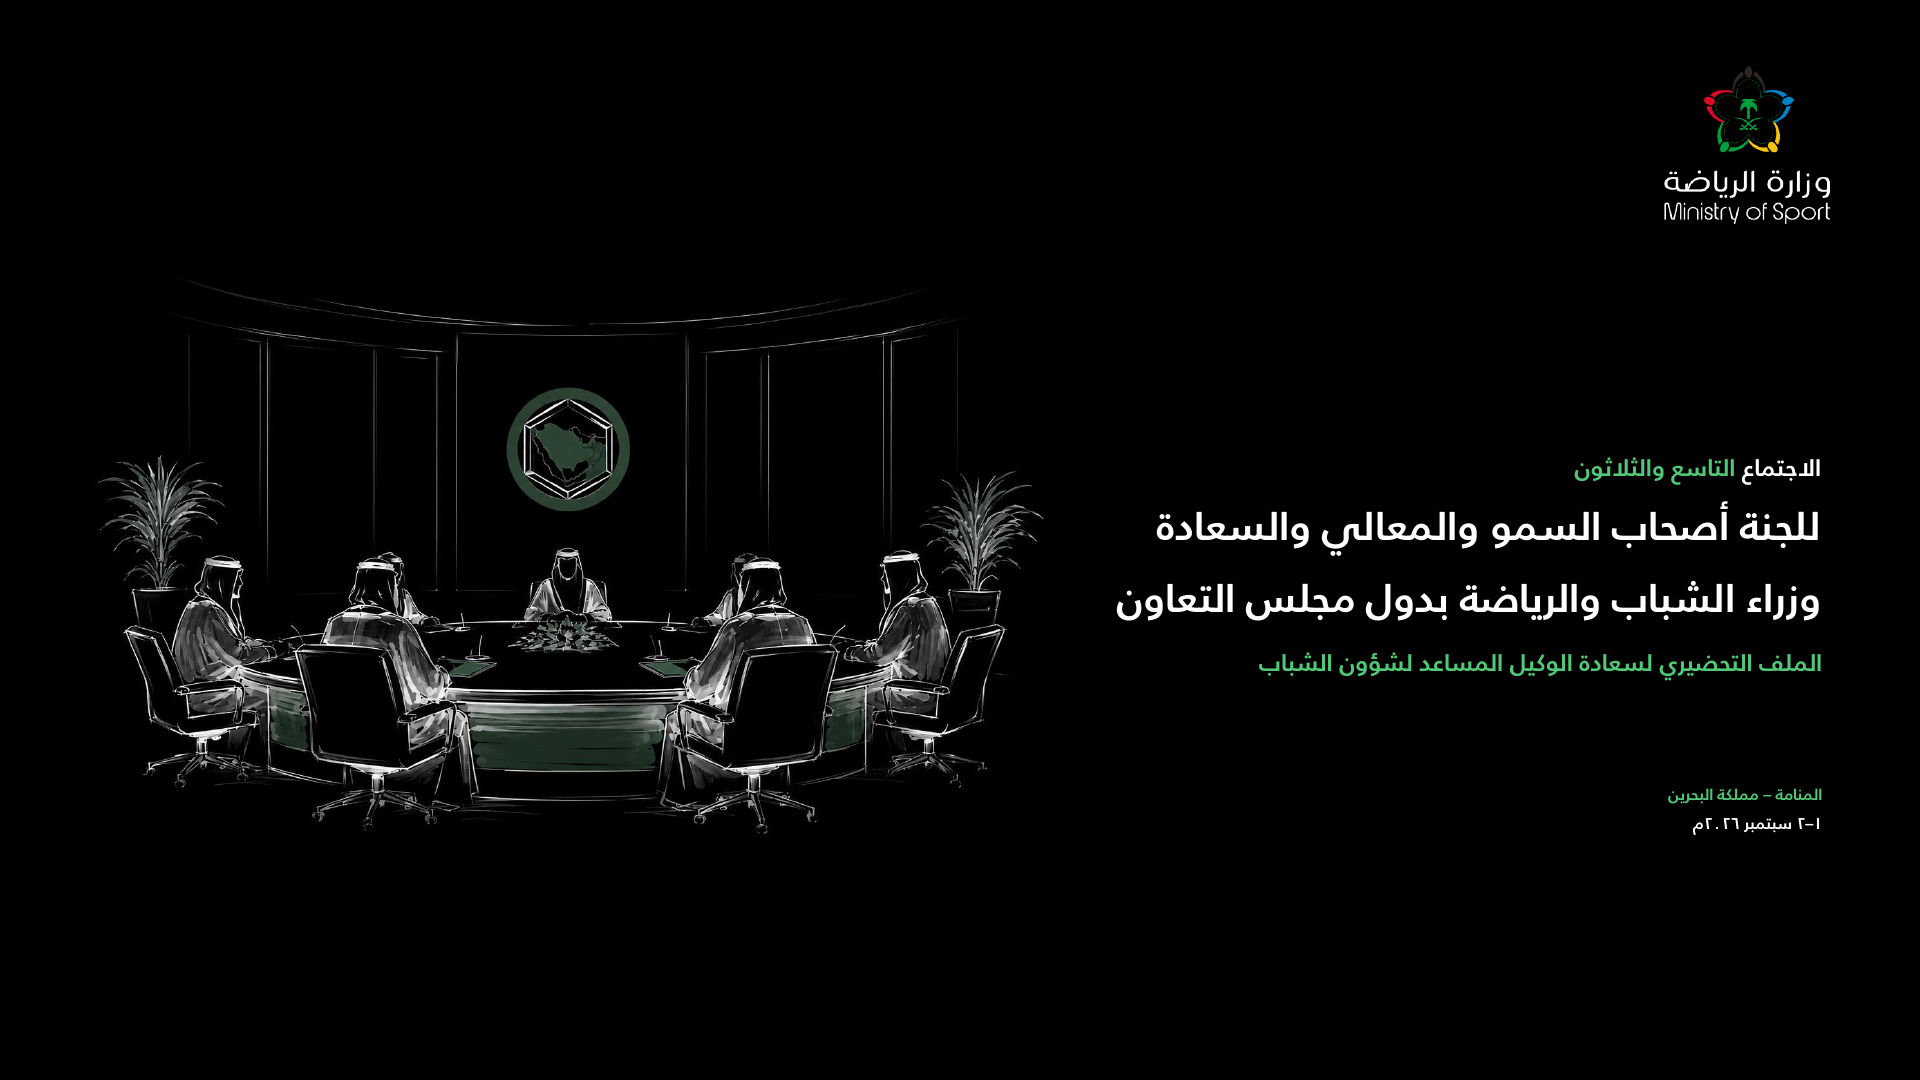 وزارة الرياضة
Ministry of Sport
الاجتماع التاسع والثلاثون
للجنة أصحاب السمو والمعالي والسعادة
وزراء الشباب والرياضة بدول مجلس التعاون
الملف التحضيري لسعادة الوكيل المساعد لشؤون الشباب
المنامة – مملكة البحرين
١–٢ سبتمبر ٢٠٢٦م